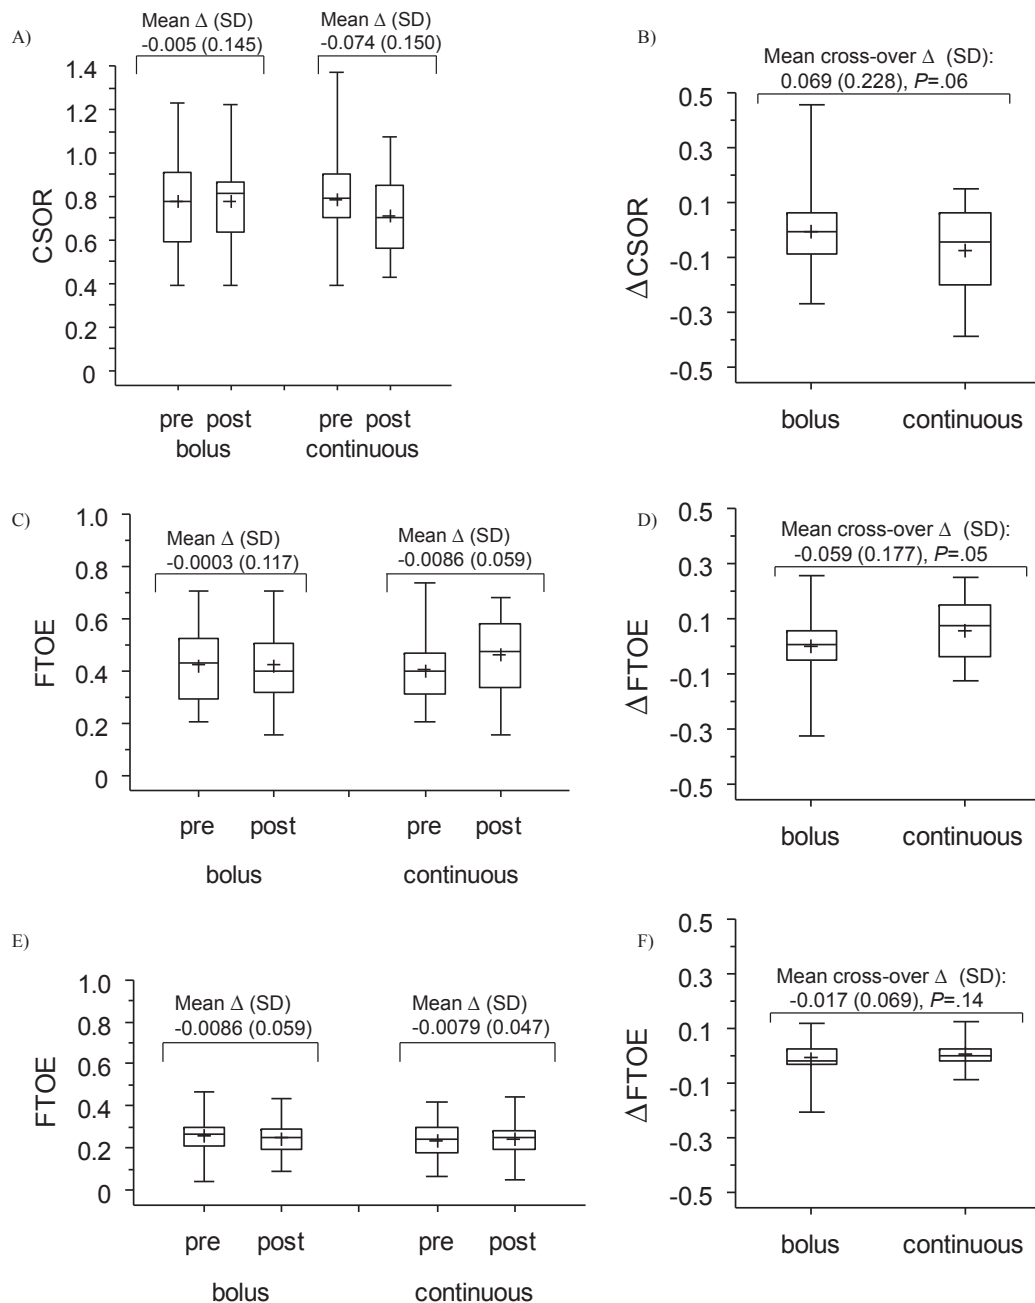 A)
Mean Δ (SD)
-0.005 (0.145)
Mean Δ (SD)
-0.074 (0.150)
CSOR
1.4
1.2
1.0
0.8
0.6
0.4
0.2
0
pre post
bolus
pre post
continuous
B)
Mean cross-over Δ (SD):
0.069 (0.228), P=.06
ΔCSOR
0.5
0.3
0.1
-0.1
-0.3
-0.5
bolus
continuous
C)
Mean Δ (SD)
-0.0003 (0.117)
Mean Δ (SD)
-0.0086 (0.059)
FTOE
1.0
0.8
0.6
0.4
0.2
0
pre
post
pre
post
bolus
continuous
D)
Mean cross-over Δ (SD):
-0.059 (0.177), P=.05
ΔFTOE
0.5
0.3
0.1
-0.1
-0.3
-0.5
bolus
continuous
E)
Mean Δ (SD)
-0.0086 (0.059)
Mean Δ (SD)
-0.0079 (0.047)
FTOE
1.0
0.8
0.6
0.4
0.2
0
pre
post
pre
post
bolus
continuous
F)
Mean cross-over Δ (SD):
-0.017 (0.069), P=.14
ΔFTOE
0.5
0.3
0.1
-0.1
-0.3
-0.5
bolus
continuous